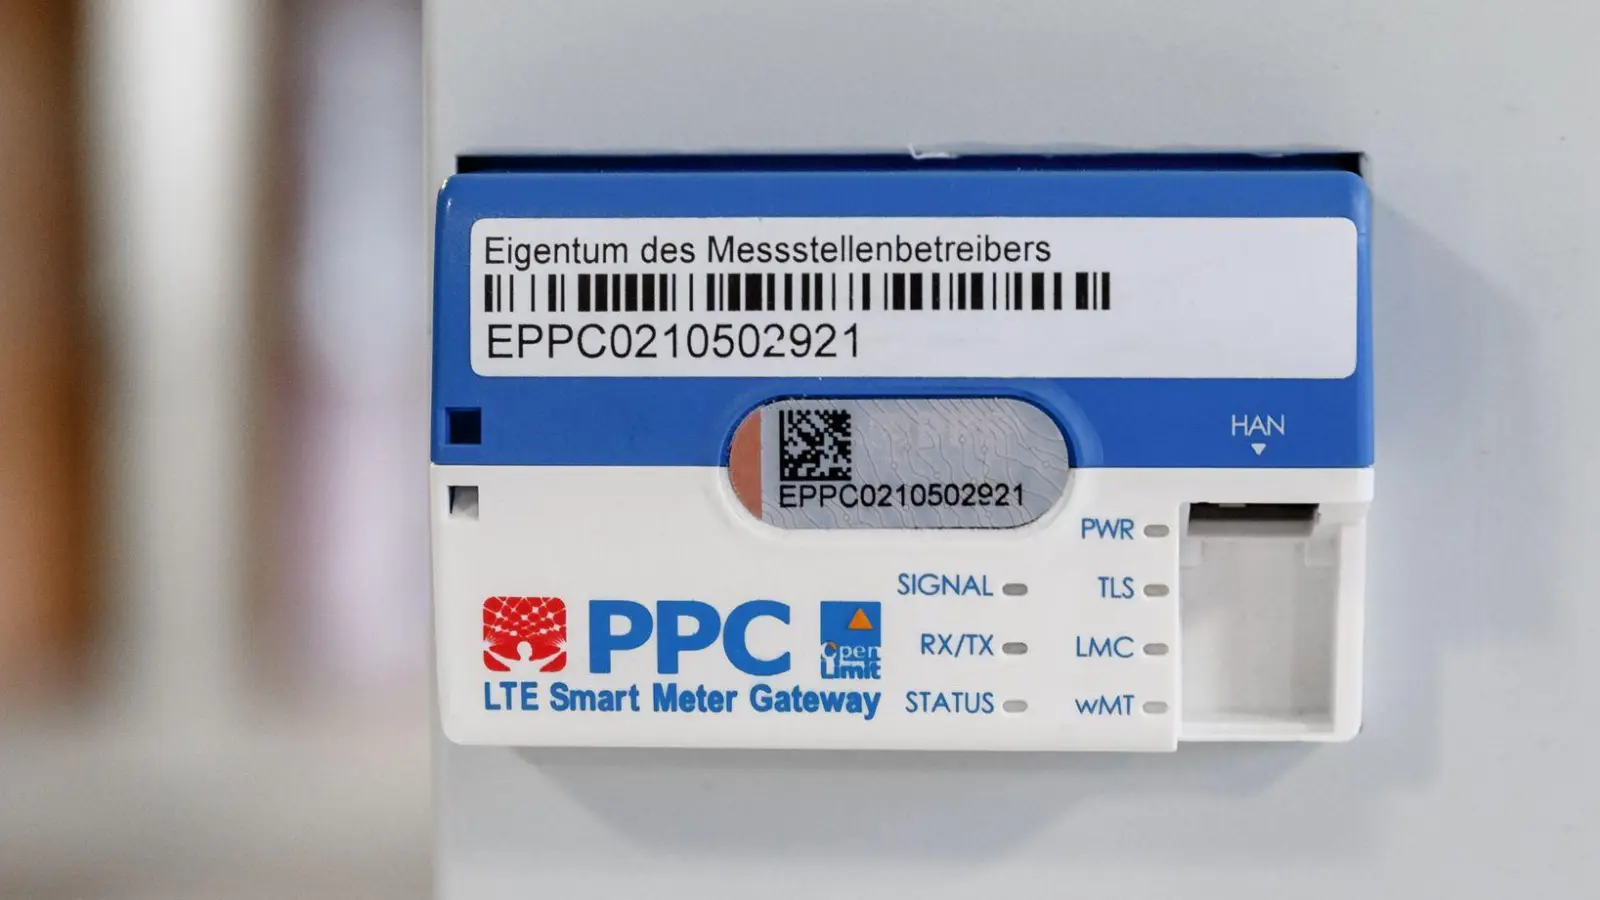 Eigentum des Messstellenbetreibers
EPPC0210502921
HAN
EPPC0210502921
PWR
SIGNAL
TLS
PPC
Open
Limit
RX/TX
LMC
LTE Smart Meter Gateway
STATUS
wMT